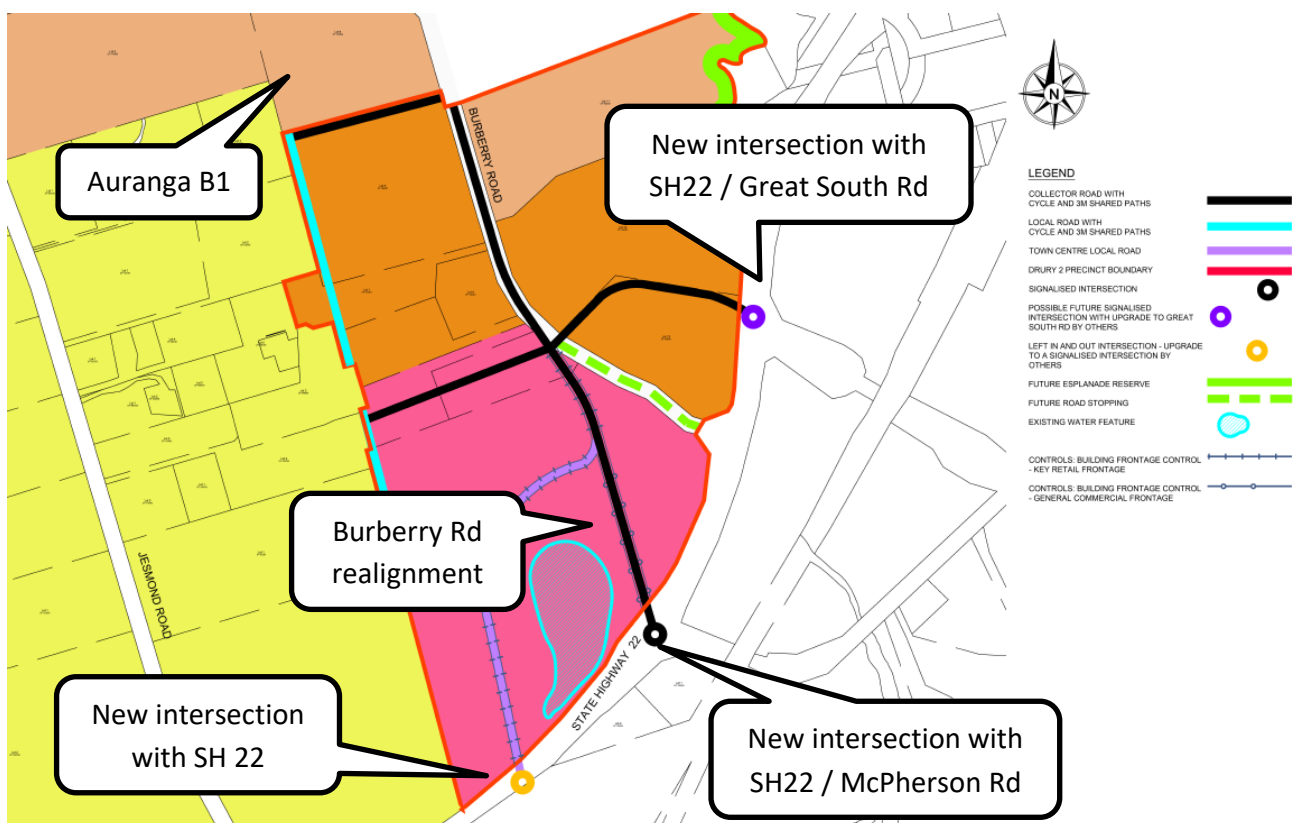 Auranga B1
BURBERRY ROAD
New intersection with
SH22 / Great South Rd
Burberry Rd
realignment
JESMOND ROAD
STATE HIGHWAY 22
New intersection
with SH 22
New intersection with
SH22 / McPherson Rd
N
LEGEND
COLLECTOR ROAD WITH
CYCLE AND 3M SHARED PATHS
LOCAL ROAD WITH
CYCLE AND 3M SHARED PATHS
TOWN CENTRE LOCAL ROAD
DRURY 2 PRECINCT BOUNDARY
SIGNALISED INTERSECTION
POSSIBLE FUTURE SIGNALISED
INTERSECTION WITH UPGRADE TO GREAT
SOUTH RD BY OTHERS
LEFT IN AND OUT INTERSECTION - UPGRADE
TO A SIGNALISED INTERSECTION BY
OTHERS
FUTURE ESPLANADE RESERVE
FUTURE ROAD STOPPING
EXISTING WATER FEATURE
CONTROLS: BUILDING FRONTAGE CONTROL
- KEY RETAIL FRONTAGE
CONTROLS: BUILDING FRONTAGE CONTROL
- GENERAL COMMERCIAL FRONTAGE